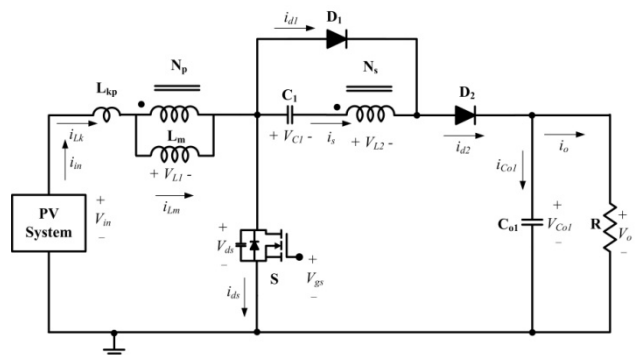 i_d1
D_1
N_p
L_kp
C_1
N_s
D_2
i_Lk
L_m
+ V_C1 -
i_s
+ V_L2 -
i_d2
i_o
i_in
+ V_L1 -
i_Lm
i_Co1
PV
System
+
V_in
–
+
V_ds
–
S
+
V_gs
–
C_o1
+
V_Co1
–
R
+
V_o
–
i_ds